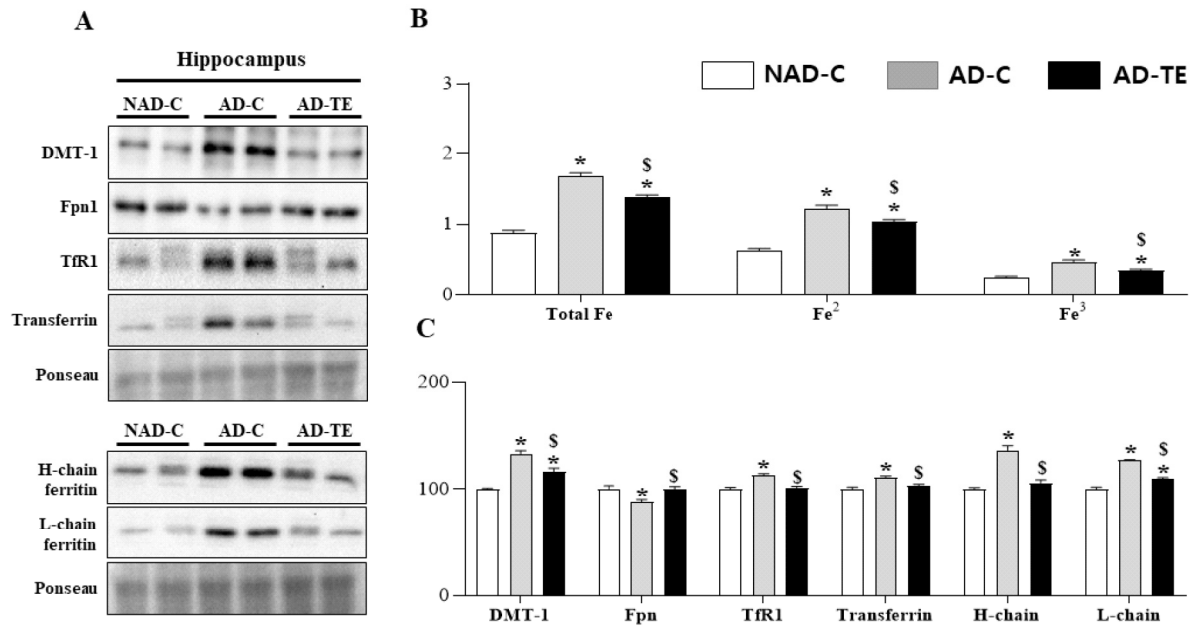 A
Hippocampus
NAD-C AD-C AD-TE
DMT-1
Fpn1
TfR1
Transferrin
Ponseau
NAD-C AD-C AD-TE
H-chain
ferritin
L-chain
ferritin
Ponseau
B
NAD-C AD-C AD-TE
3
2
1
0
* $ * * $ * * $ *
Total Fe Fe2 Fe3
C
200
100
0
* $ * * $ * $ * $ * $ * $ *
DMT-1 Fpn TfR1 Transferrin H-chain L-chain